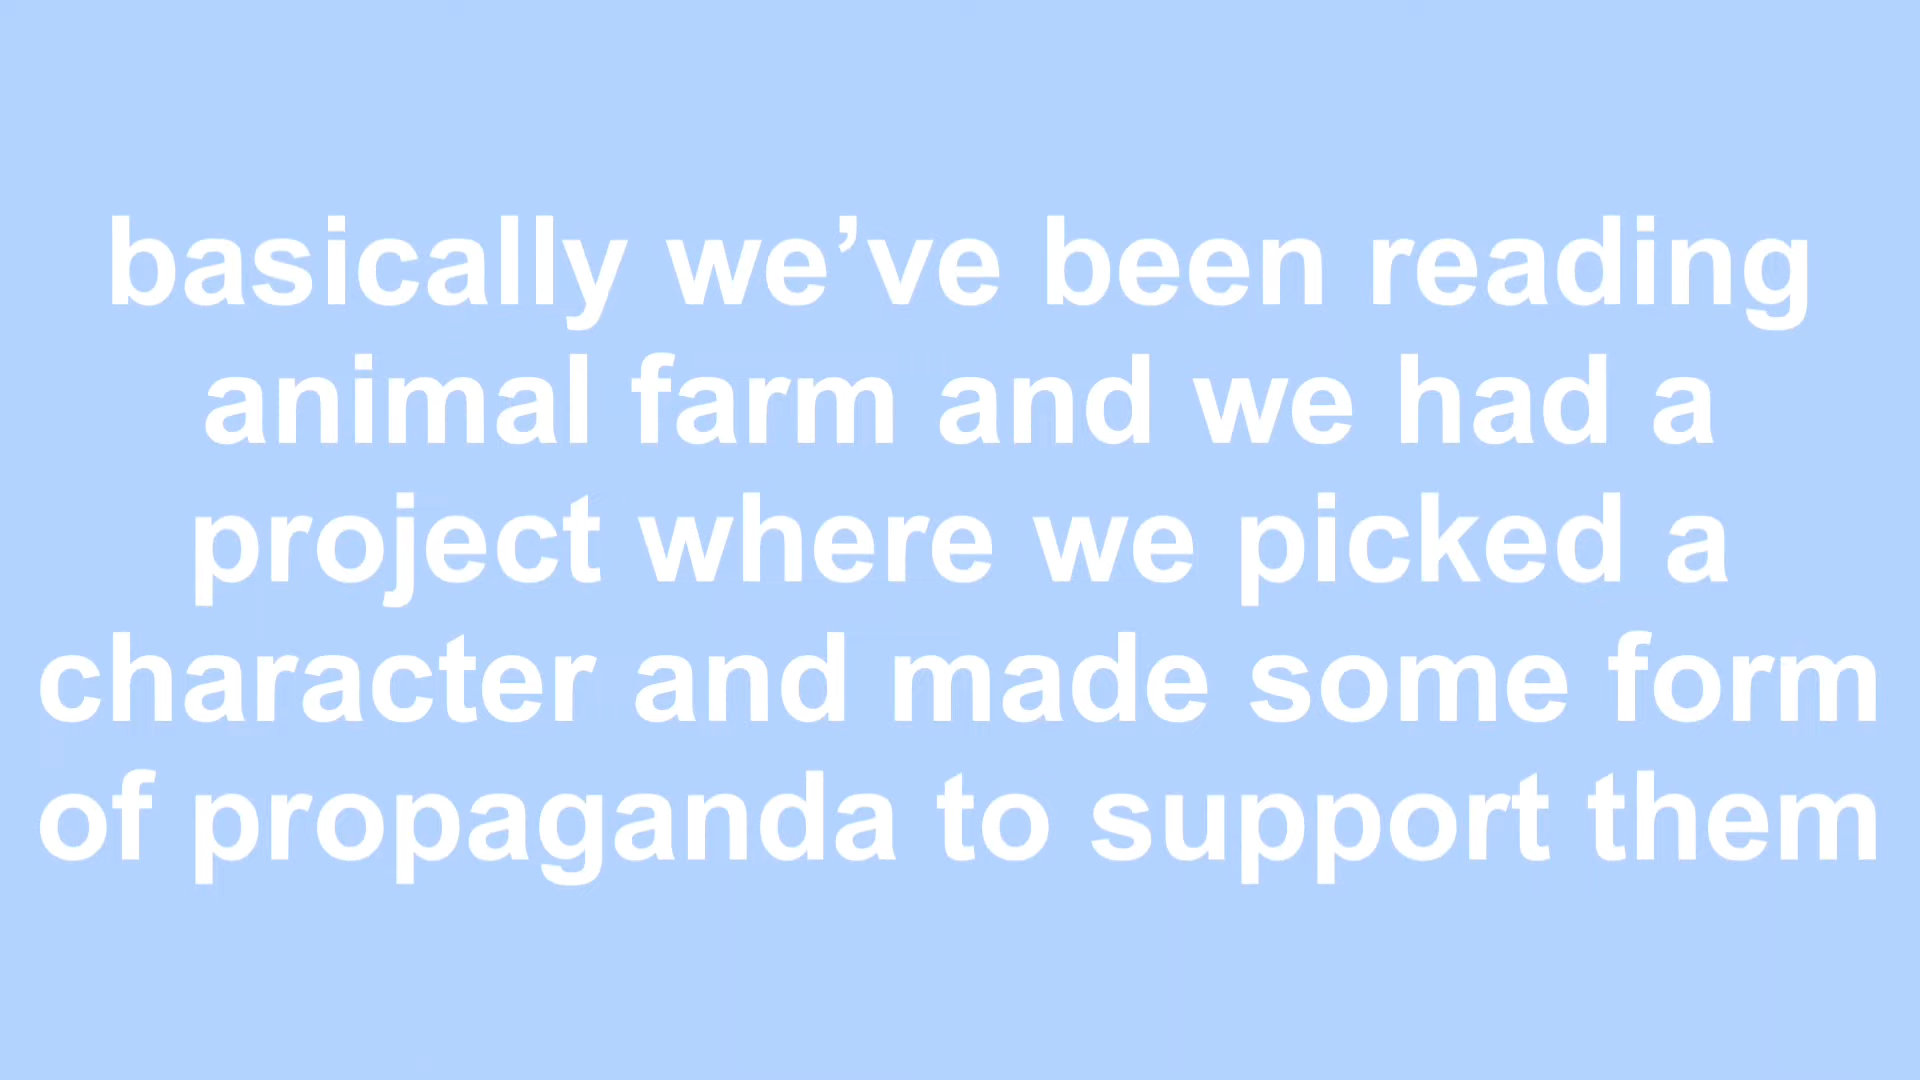 basically we’ve been reading
animal farm and we had a
project where we picked a
character and made some form
of propaganda to support them